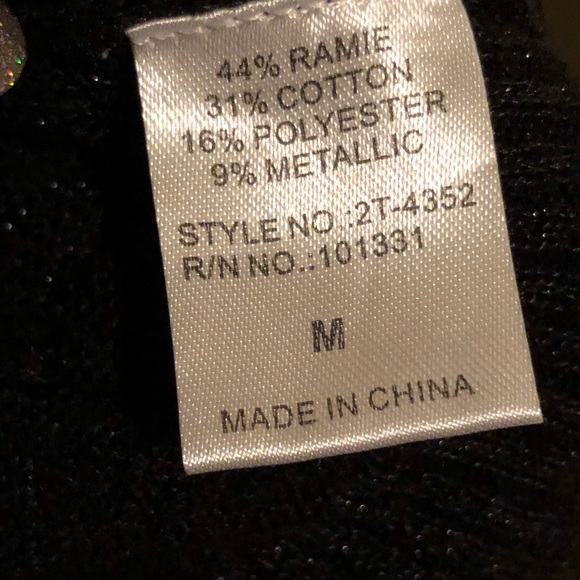 44% RAMIE
31% COTTON
16% POLYESTER
9% METALLIC
STYLE NO.:2T-4352
R/N NO.:101331
M
MADE IN CHINA